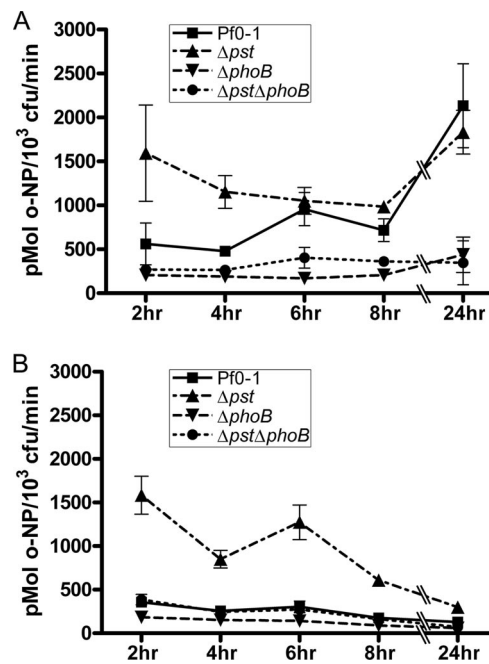 A
pMol o-NP/10³ cfu/min
3000
2500
2000
1500
1000
500
0
Pf0-1
Δpst
ΔphoB
ΔpstΔphoB
2hr 4hr 6hr 8hr 24hr
B
pMol o-NP/10³ cfu/min
3000
2500
2000
1500
1000
500
0
Pf0-1
Δpst
ΔphoB
ΔpstΔphoB
2hr 4hr 6hr 8hr 24hr